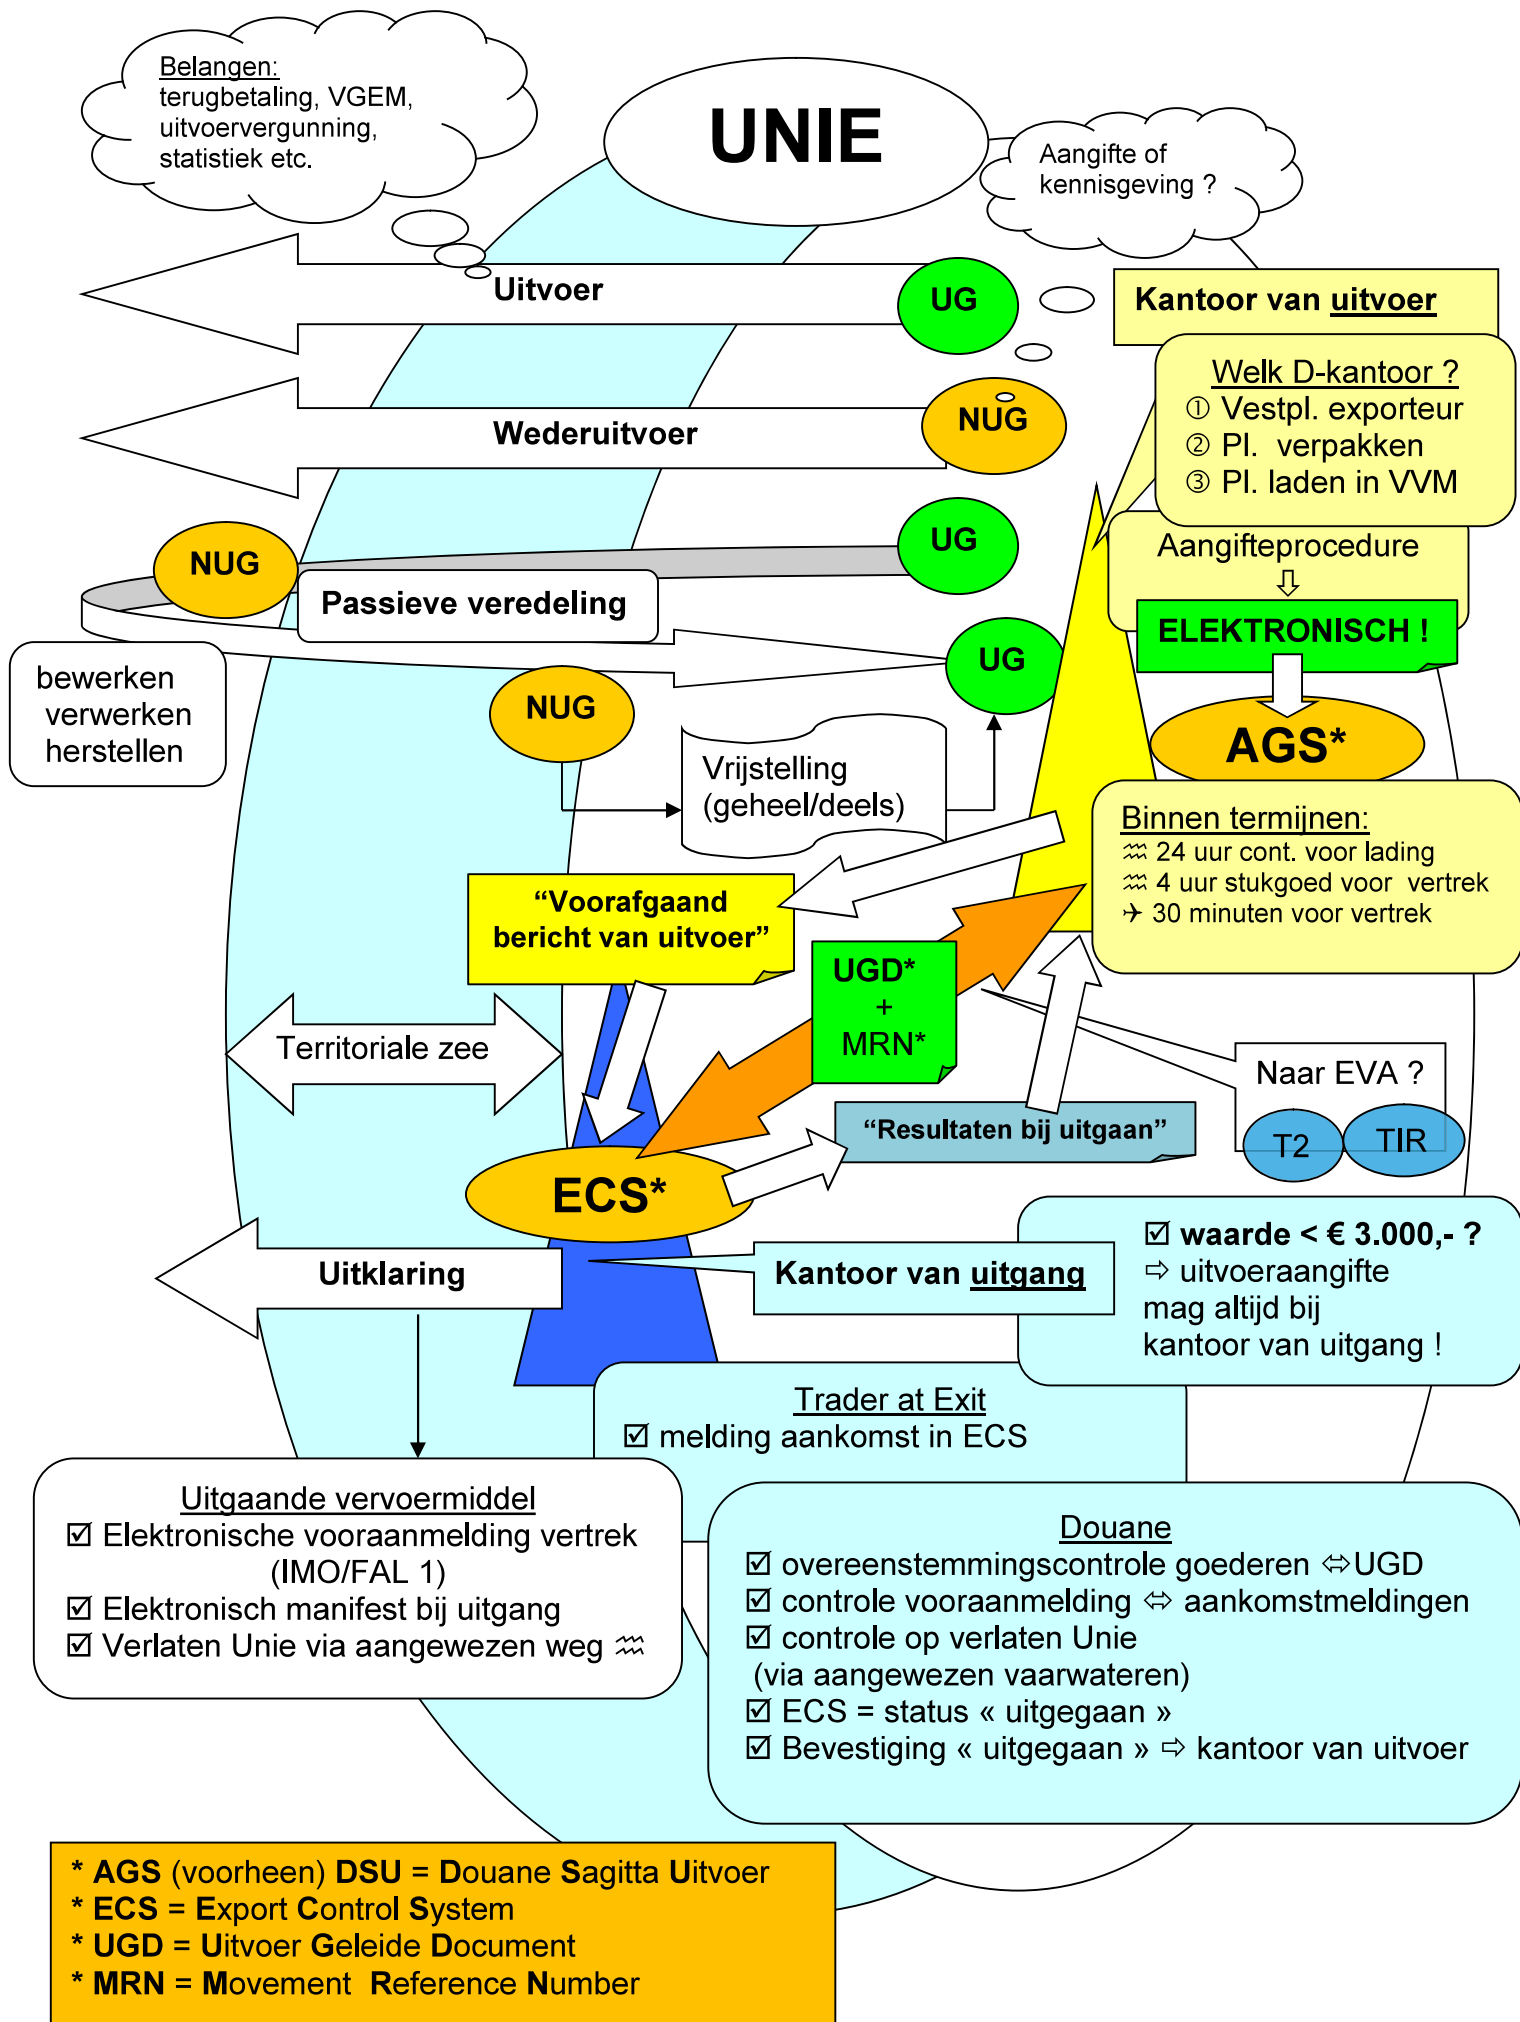 Belangen:
terugbetaling, VGEM,
uitvoervergunning,
statistiek etc.
UNIE
Aangifte of
kennisgeving ?
Uitvoer
UG
Kantoor van uitvoer
Welk D-kantoor ?
① Vestpl. exporteur
② Pl.  verpakken
③ Pl. laden in VVM
Wederuitvoer
NUG
NUG
UG
Passieve veredeling
Aangifteprocedure
⇩
ELEKTRONISCH !
UG
bewerken
verwerken
herstellen
NUG
Vrijstelling
(geheel/deels)
AGS*
Binnen termijnen:
♒ 24 uur cont. voor lading
♒ 4 uur stukgoed voor  vertrek
✈ 30 minuten voor vertrek
“Voorafgaand
bericht van uitvoer”
UGD*
+
MRN*
Territoriale zee
Naar EVA ?
T2
TIR
“Resultaten bij uitgaan”
ECS*
Uitklaring
Kantoor van uitgang
☑ waarde < € 3.000,- ?
⇨ uitvoeraangifte
mag altijd bij
kantoor van uitgang !
Trader at Exit
☑ melding aankomst in ECS
Uitgaande vervoermiddel
☑ Elektronische vooraanmelding vertrek
(IMO/FAL 1)
☑ Elektronisch manifest bij uitgang
☑ Verlaten Unie via aangewezen weg ♒
Douane
☑ overeenstemmingscontrole goederen ⬄UGD
☑ controle vooraanmelding ⬄ aankomstmeldingen
☑ controle op verlaten Unie
(via aangewezen vaarwateren)
☑ ECS = status « uitgegaan »
☑ Bevestiging « uitgegaan » ⇨ kantoor van uitvoer
* AGS (voorheen) DSU = Douane Sagitta Uitvoer
* ECS = Export Control System
* UGD = Uitvoer Geleide Document
* MRN = Movement  Reference Number